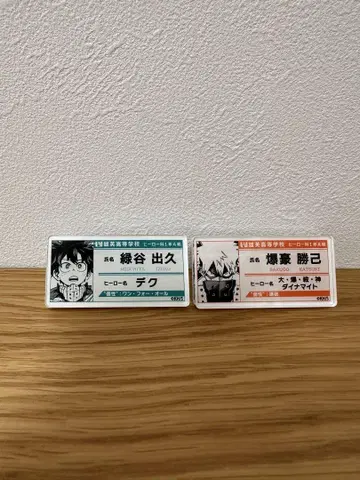 雄英高等学校 ヒーロー科1年A組
氏名 緑谷 出久
MIDORIYA IZUKU
ヒーロー名 デク
"個性":ワン・フォー・オール
雄英高等学校 ヒーロー科1年A組
氏名 爆豪 勝己
BAKUGO KATSUKI
ヒーロー名 大・爆・殺・神
ダイナマイト
"個性":爆破